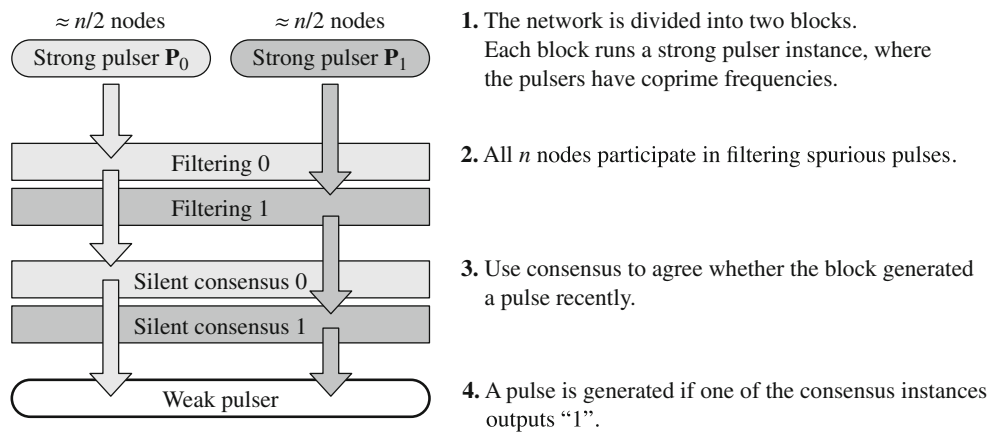 ≈ n/2 nodes
≈ n/2 nodes
Strong pulser P₀
Strong pulser P₁
Filtering 0
Filtering 1
Silent consensus 0
Silent consensus 1
Weak pulser
1. The network is divided into two blocks.
Each block runs a strong pulser instance, where
the pulsers have coprime frequencies.
2. All n nodes participate in filtering spurious pulses.
3. Use consensus to agree whether the block generated
a pulse recently.
4. A pulse is generated if one of the consensus instances
outputs “1”.